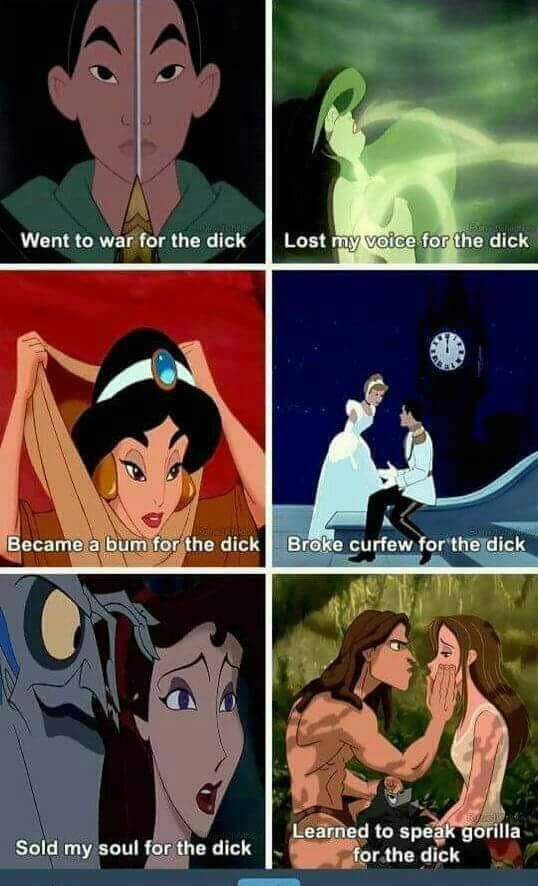 Went to war for the dick
Lost my voice for the dick
Became a bum for the dick
Broke curfew for the dick
Sold my soul for the dick
Learned to speak gorilla
for the dick